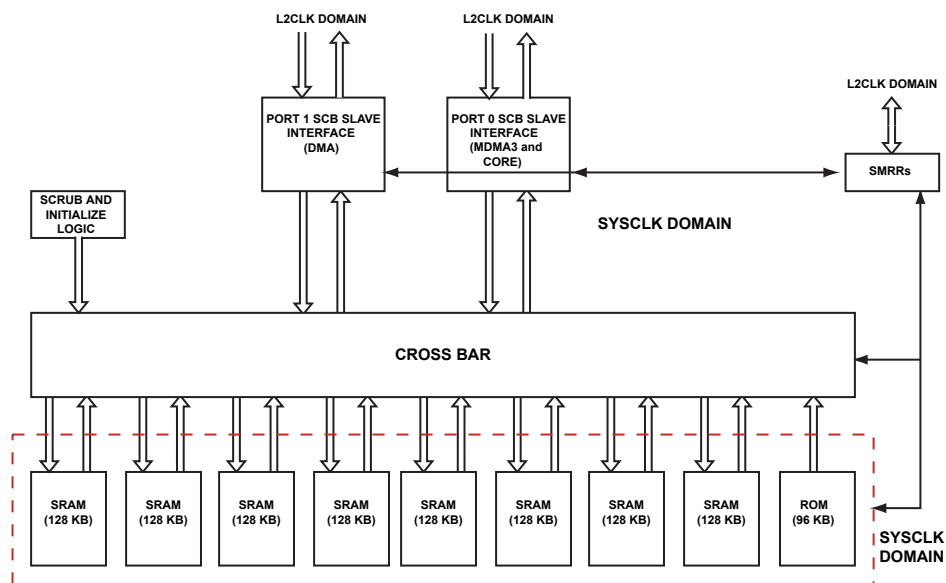 L2CLK DOMAIN
L2CLK DOMAIN
L2CLK DOMAIN
PORT 1 SCB SLAVE
INTERFACE
(DMA)
PORT 0 SCB SLAVE
INTERFACE
(MDMA3 and
CORE)
SMRRs
SCRUB AND
INITIALIZE
LOGIC
SYSCLK DOMAIN
CROSS BAR
SRAM
(128 KB)
SRAM
(128 KB)
SRAM
(128 KB)
SRAM
(128 KB)
SRAM
(128 KB)
SRAM
(128 KB)
SRAM
(128 KB)
SRAM
(128 KB)
ROM
(96 KB)
SYSCLK
DOMAIN